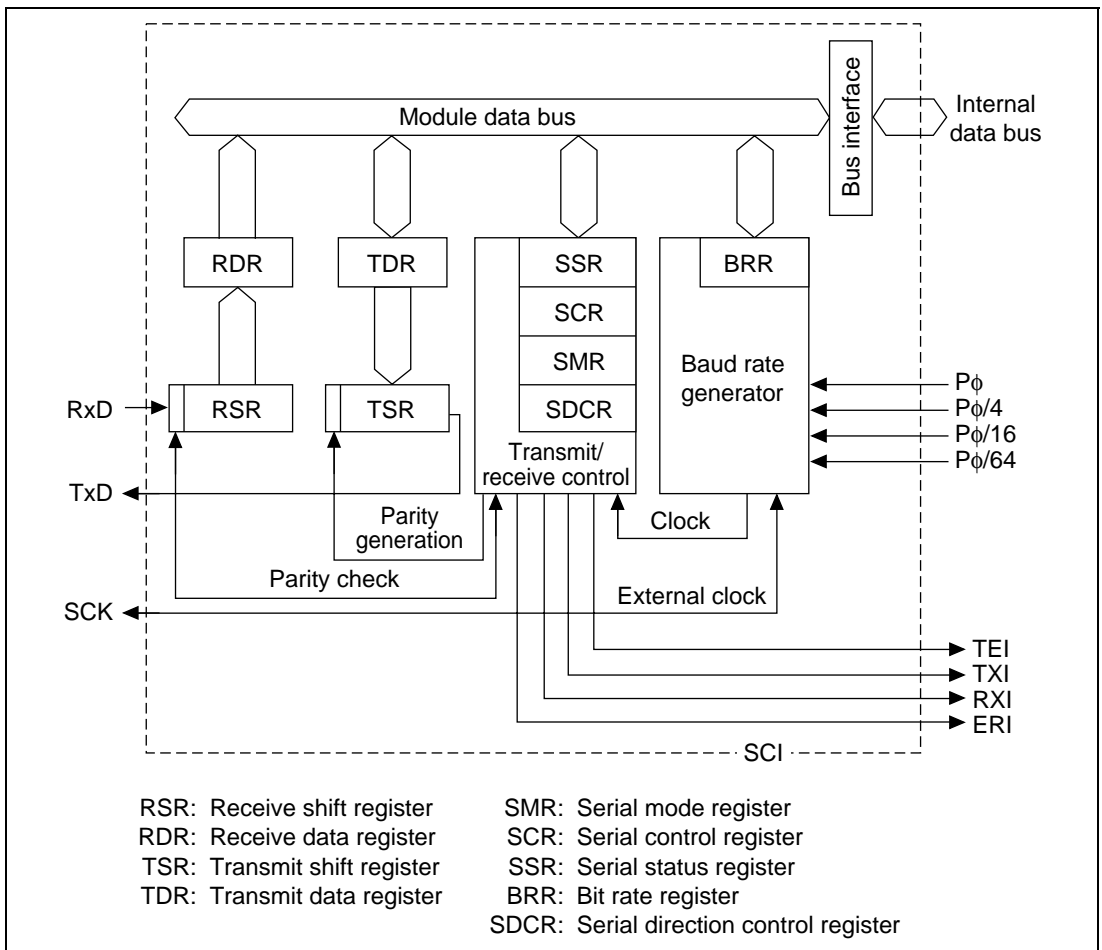 Module data bus
Bus interface
Internal
data bus
RDR
TDR
SSR
BRR
SCR
SMR
Baud rate
generator
RxD
RSR
TSR
SDCR
Transmit/
receive control
Pϕ
Pϕ/4
Pϕ/16
Pϕ/64
TxD
Parity
generation
Clock
Parity check
SCK
External clock
TEI
TXI
RXI
ERI
SCI
RSR: Receive shift register
RDR: Receive data register
TSR: Transmit shift register
TDR: Transmit data register
SMR: Serial mode register
SCR: Serial control register
SSR: Serial status register
BRR: Bit rate register
SDCR: Serial direction control register